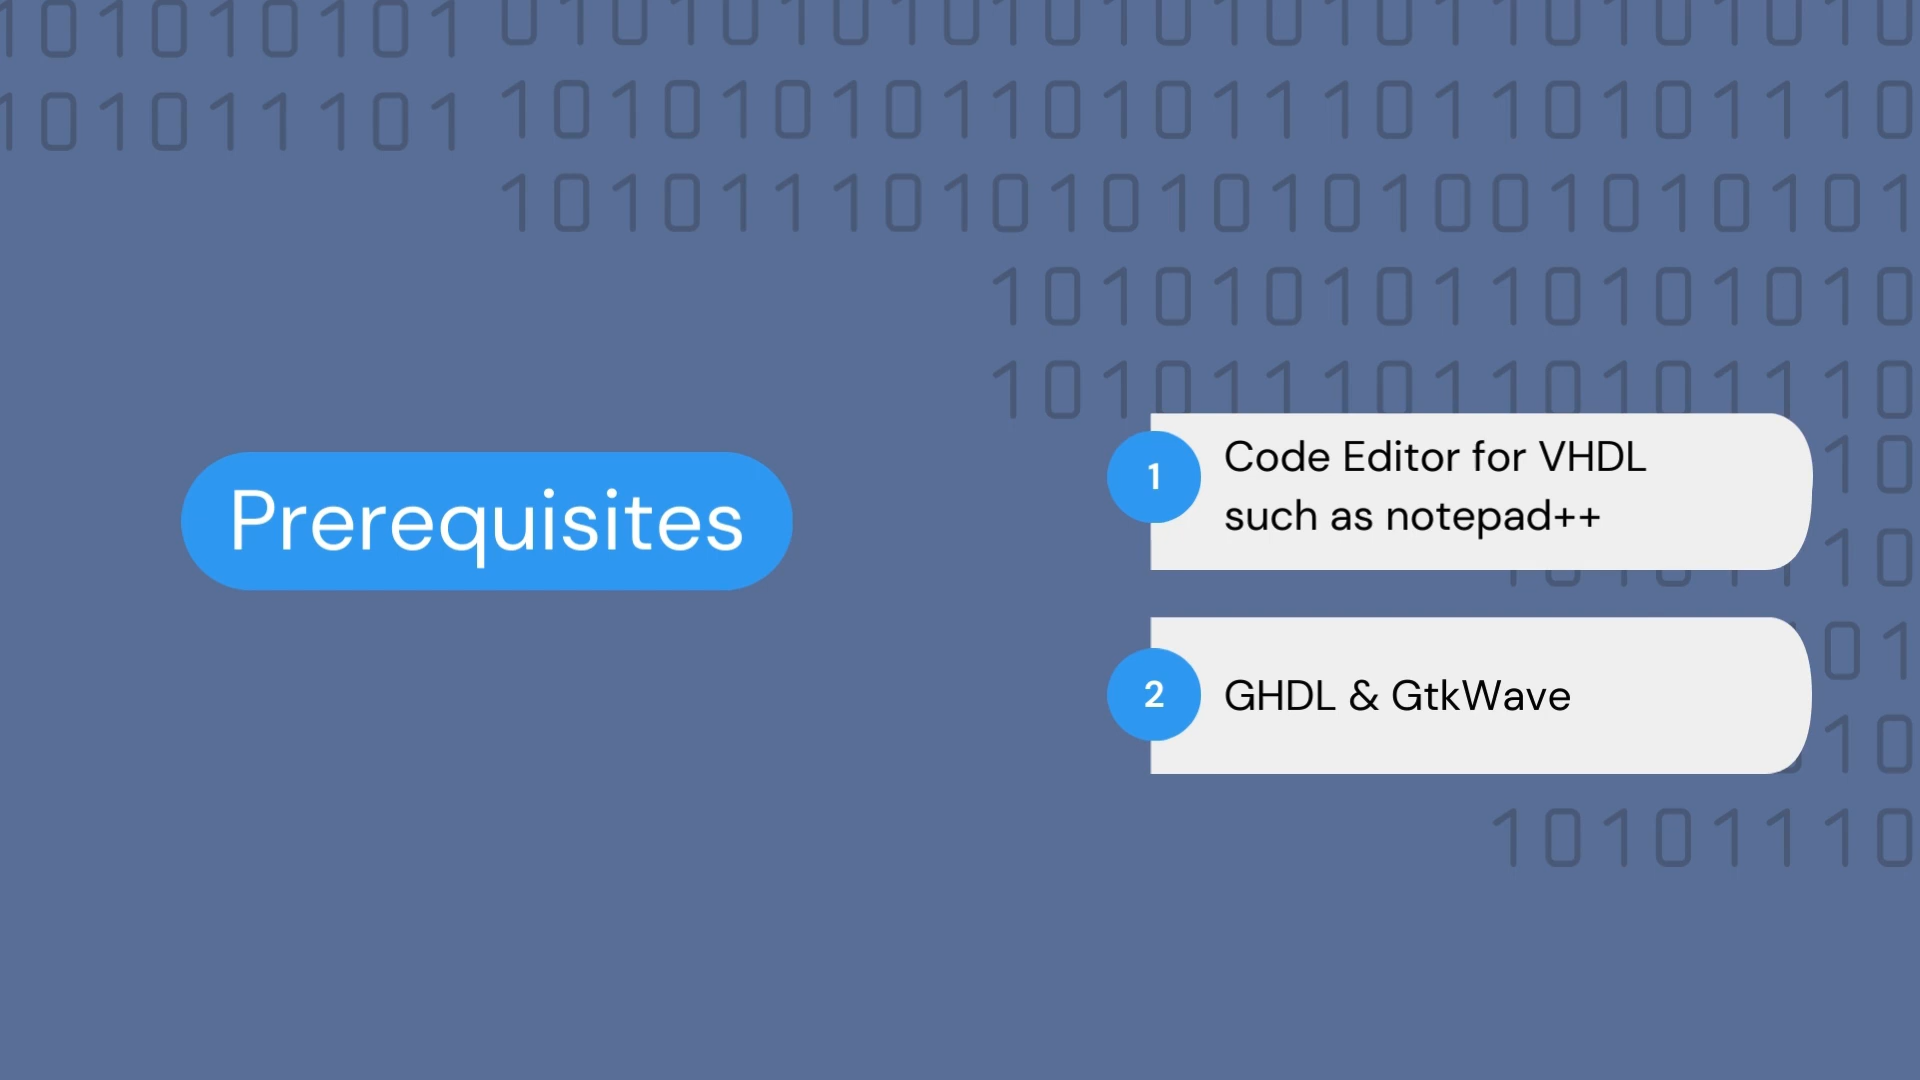 Prerequisites
1
Code Editor for VHDL
such as notepad++
2
GHDL & GtkWave